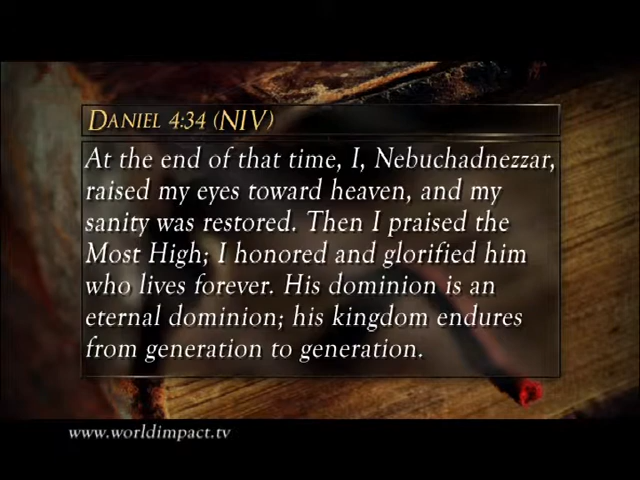 DANIEL 4:34 (NIV)
At the end of that time, I, Nebuchadnezzar,
raised my eyes toward heaven, and my
sanity was restored. Then I praised the
Most High; I honored and glorified him
who lives forever. His dominion is an
eternal dominion; his kingdom endures
from generation to generation.
www.worldimpact.tv